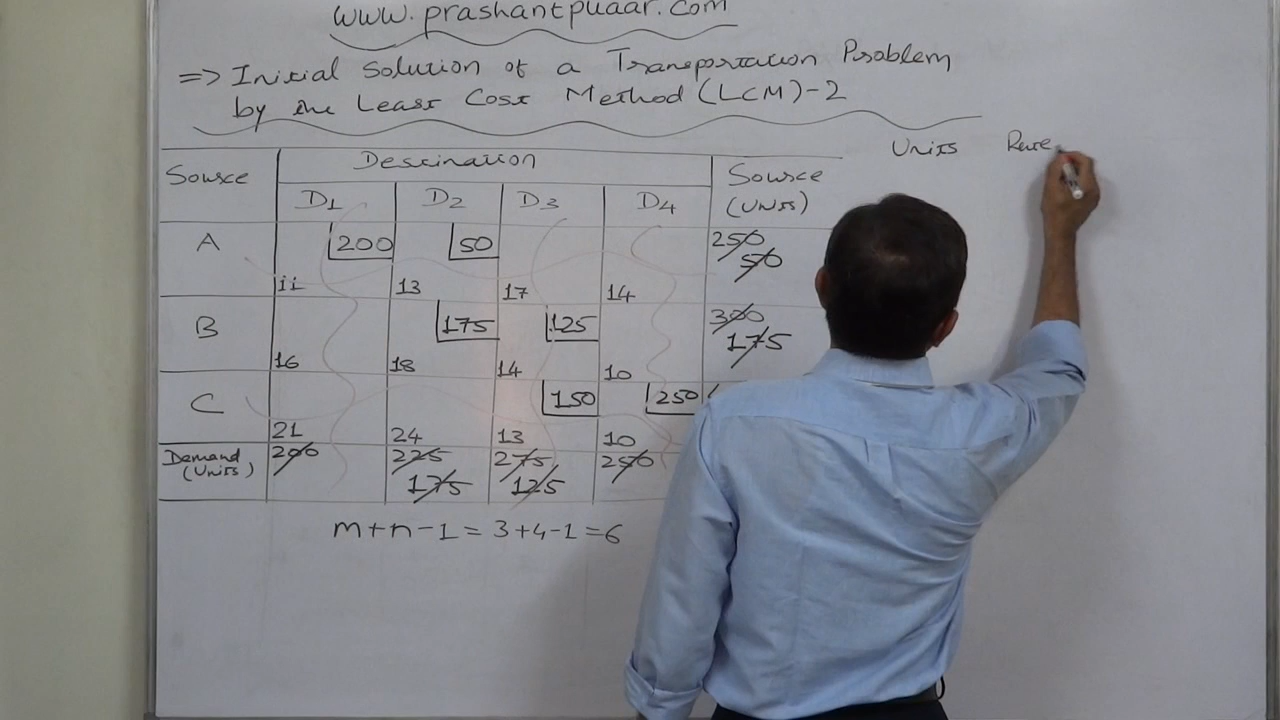 www.prashantpuaar.com
=> Initial Solution of a Transportation Problem
by the Least Cost Method (LCM)-2
Units Rate
Source Destination Source
(Units)
D1 D2 D3 D4
A 200 50 250 50
11 13 17 14
B 175 125 300 175
16 18 14 10
C 150 250
21 24 13 10
Demand
(Units) 200 225 275 250
175 125
m+n-1 = 3+4-1 = 6